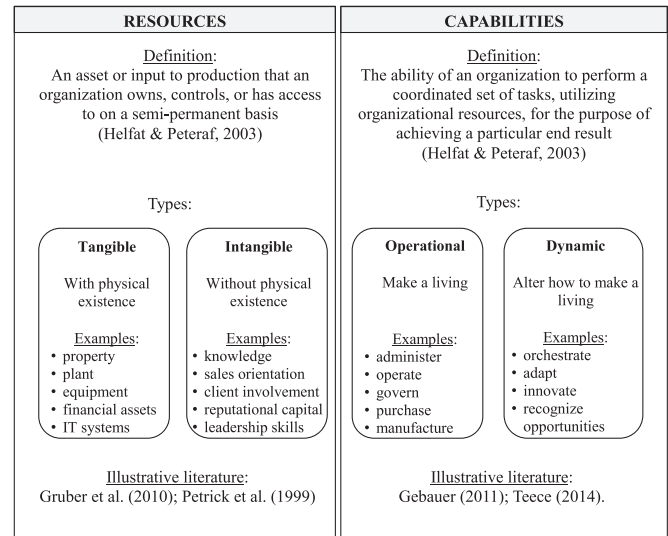 RESOURCES
Definition:
An asset or input to production that an
organization owns, controls, or has access
to on a semi-permanent basis
(Helfat & Peteraf, 2003)
Types:
Tangible
With physical
existence
Examples:
• property
• plant
• equipment
• financial assets
• IT systems
Intangible
Without physical
existence
Examples:
• knowledge
• sales orientation
• client involvement
• reputational capital
• leadership skills
Illustrative literature:
Gruber et al. (2010); Petrick et al. (1999)
CAPABILITIES
Definition:
The ability of an organization to perform a
coordinated set of tasks, utilizing
organizational resources, for the purpose of
achieving a particular end result
(Helfat & Peteraf, 2003)
Types:
Operational
Make a living
Examples:
• administer
• operate
• govern
• purchase
• manufacture
Dynamic
Alter how to make a
living
Examples:
• orchestrate
• adapt
• innovate
• recognize
opportunities
Illustrative literature:
Gebauer (2011); Teece (2014).